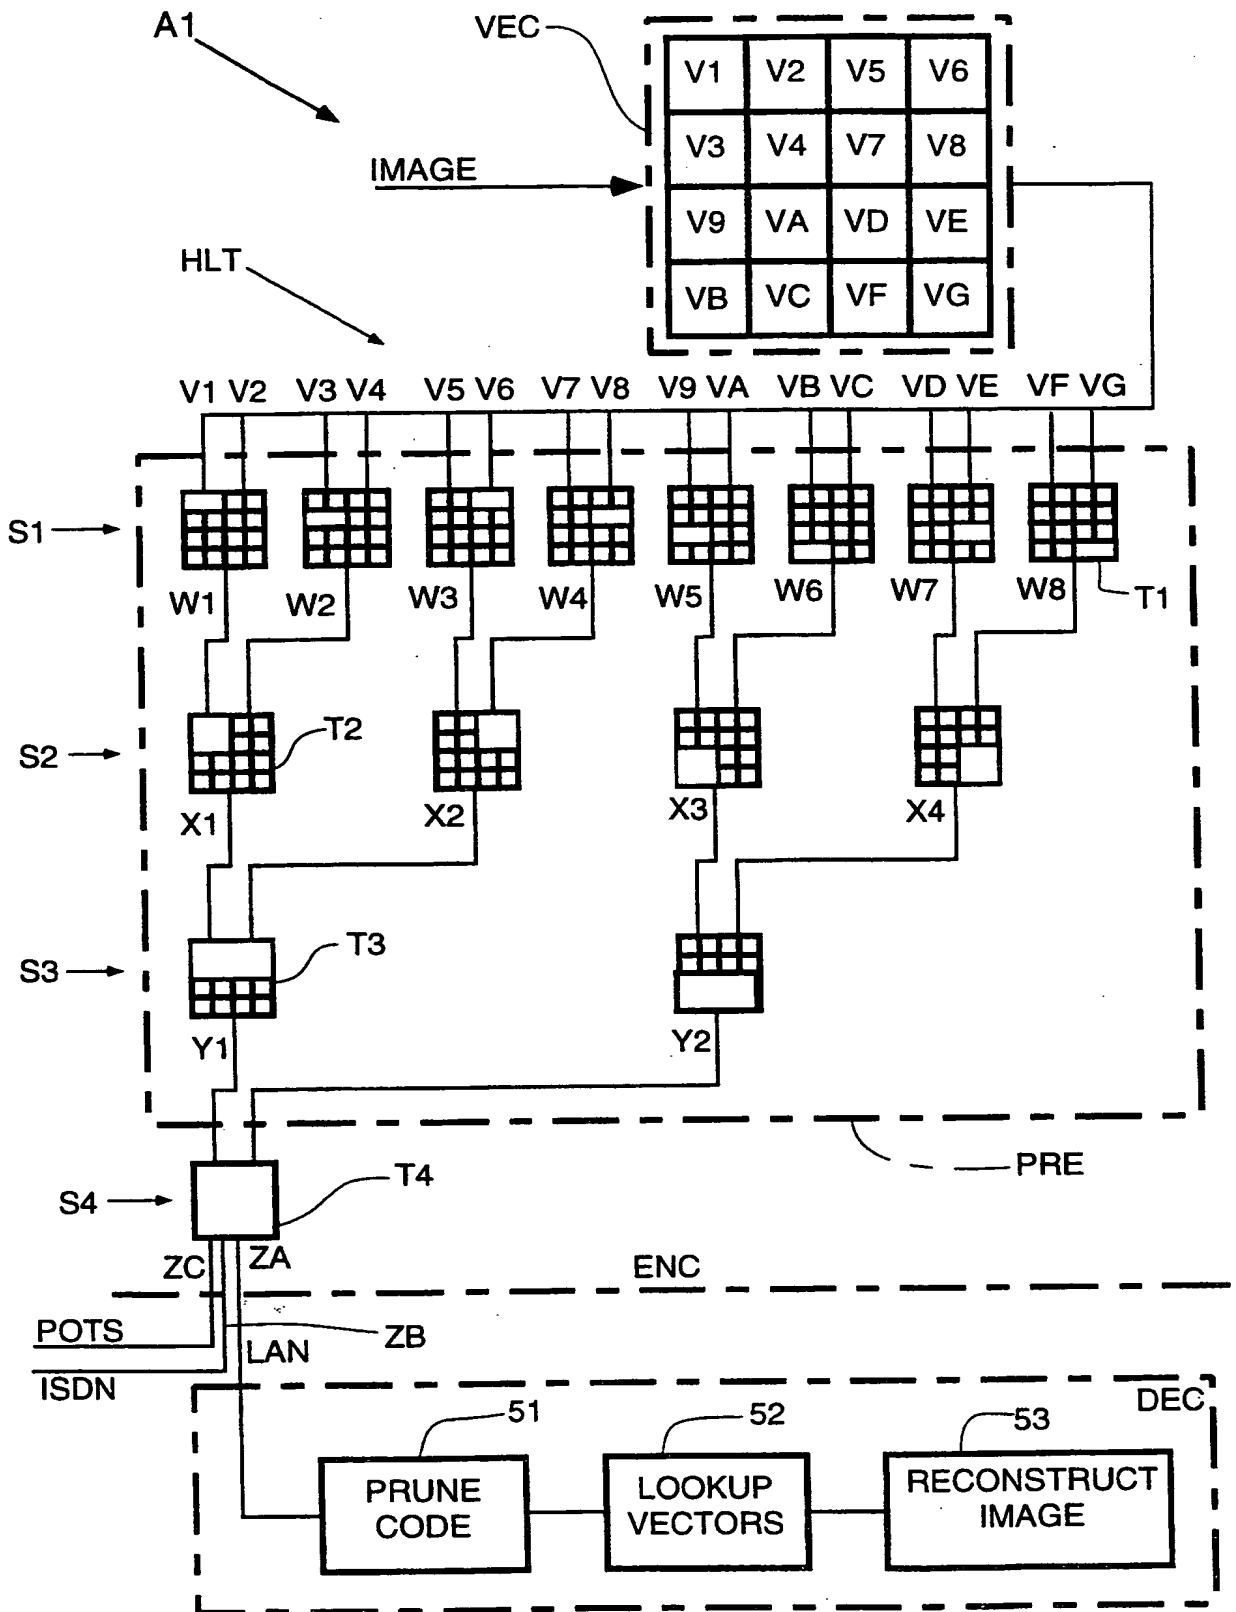 A1
VEC
V1 V2 V5 V6
V3 V4 V7 V8
IMAGE
V9 VA VD VE
HLT
VB VC VF VG
V1 V2 V3 V4 V5 V6 V7 V8 V9 VA VB VC VD VE VF VG
S1
W1 W2 W3 W4 W5 W6 W7 W8 T1
S2
T2
X1 X2 X3 X4
S3
T3
Y1 Y2
PRE
S4
T4
ZC ZA
ENC
POTS
ZB
LAN
ISDN
DEC
51 52 53
PRUNE
CODE
LOOKUP
VECTORS
RECONSTRUCT
IMAGE